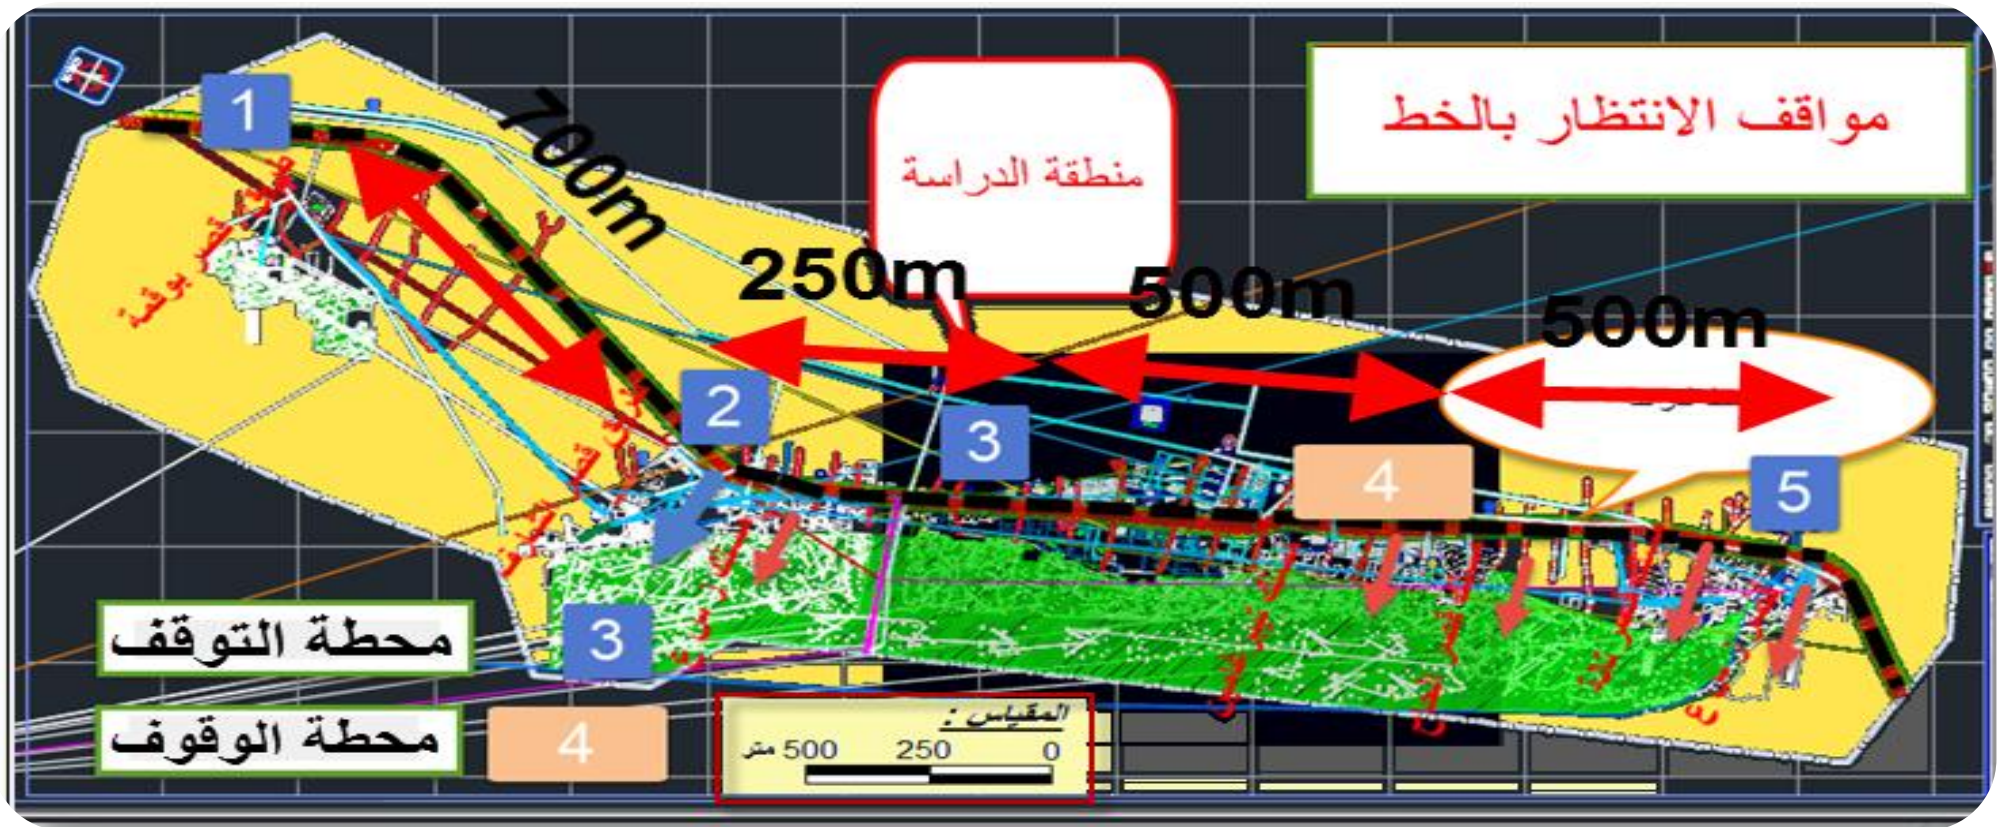 مواقف الانتظار بالخط
1
700m
منطقة الدراسة
250m
500m
500m
2
3
4
5
بوقمة
محطة التوقف
3
محطة الوقوف
4
المقياس :
0 250 500 متر